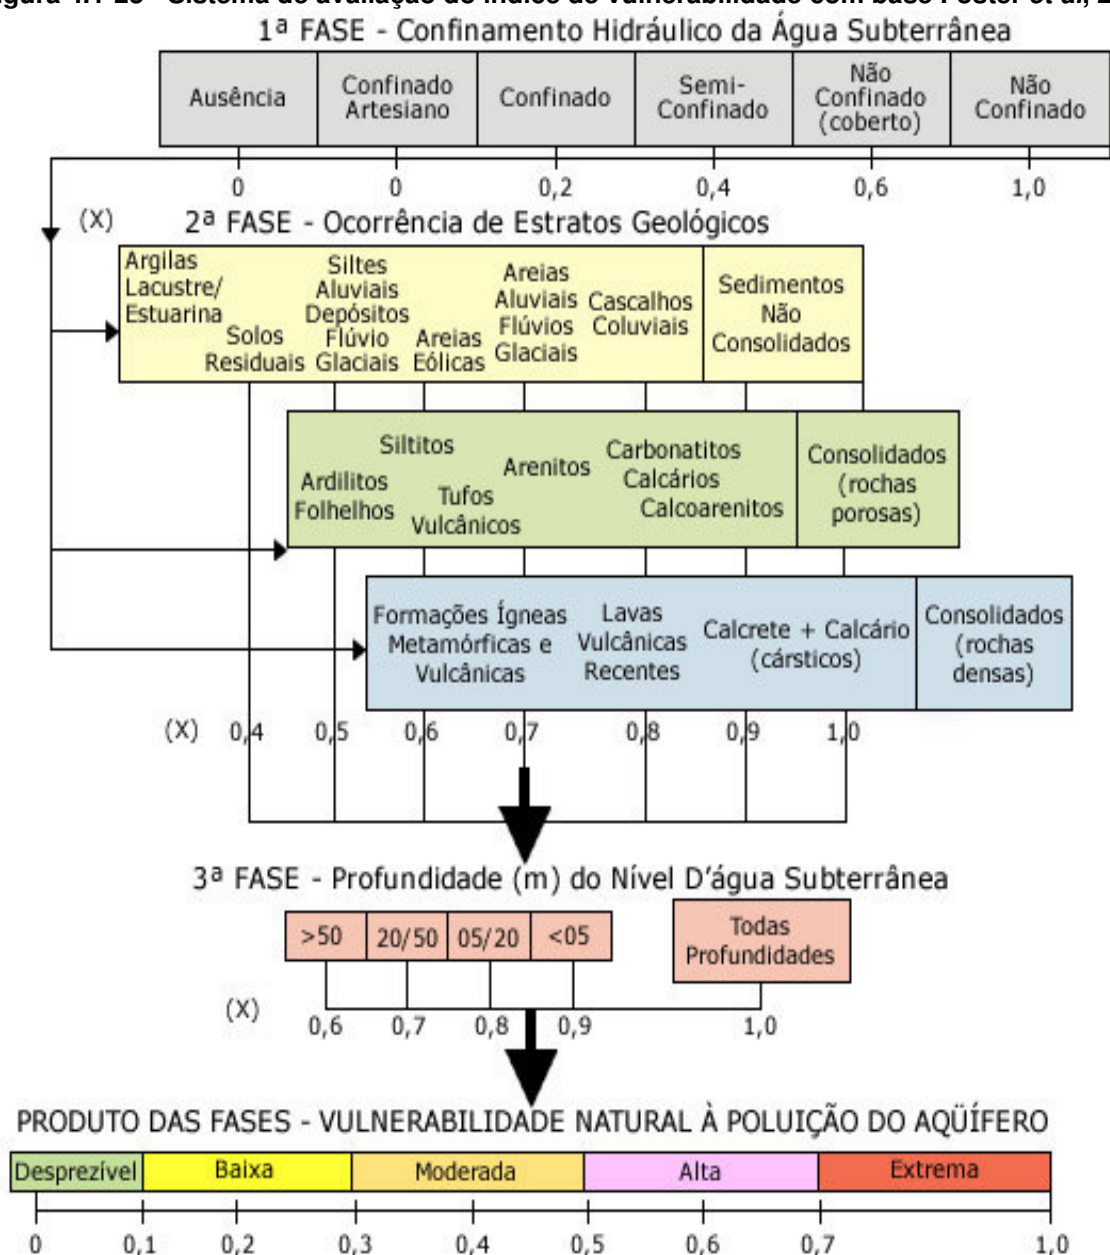 1ª FASE - Confinamento Hidráulico da Água Subterrânea
Ausência
Confinado
Artesiano
Confinado
Semi-
Confinado
Não
Confinado
(coberto)
Não
Confinado
0 0 0,2 0,4 0,6 1,0
(X)
2ª FASE - Ocorrência de Estratos Geológicos
Argilas
Lacustre/
Estuarina
Solos
Residuais
Siltes
Aluviais
Depósitos
Flúvio
Glaciais
Areias
Eólicas
Areias
Aluviais
Flúvios
Glaciais
Cascalhos
Coluviais
Sedimentos
Não
Consolidados
Ardilitos
Folhelhos
Siltitos
Tufos
Vulcânicos
Arenitos
Carbonatitos
Calcários
Calcoarenitos
Consolidados
(rochas
porosas)
Formações Ígneas
Metamórficas e
Vulcânicas
Lavas
Vulcânicas
Recentes
Calcrete + Calcário
(cársticos)
Consolidados
(rochas
densas)
(X) 0,4 0,5 0,6 0,7 0,8 0,9 1,0
3ª FASE - Profundidade (m) do Nível D'água Subterrânea
>50 20/50 05/20 <05
Todas
Profundidades
(X)
0,6 0,7 0,8 0,9 1,0
PRODUTO DAS FASES - VULNERABILIDADE NATURAL À POLUIÇÃO DO AQÜÍFERO
Desprezível Baixa Moderada Alta Extrema
0 0,1 0,2 0,3 0,4 0,5 0,6 0,7 1,0